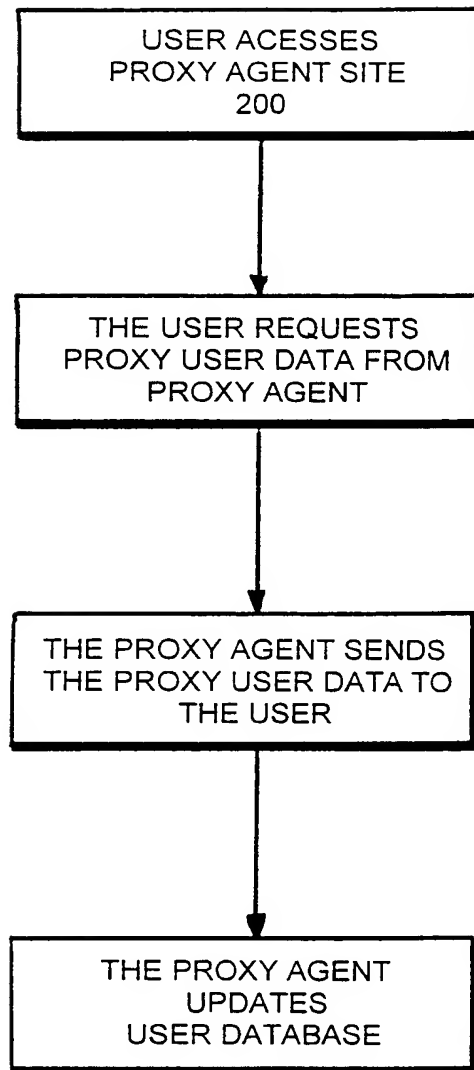 USER ACESSES
PROXY AGENT SITE
200
THE USER REQUESTS
PROXY USER DATA FROM
PROXY AGENT
THE PROXY AGENT SENDS
THE PROXY USER DATA TO
THE USER
THE PROXY AGENT
UPDATES
USER DATABASE